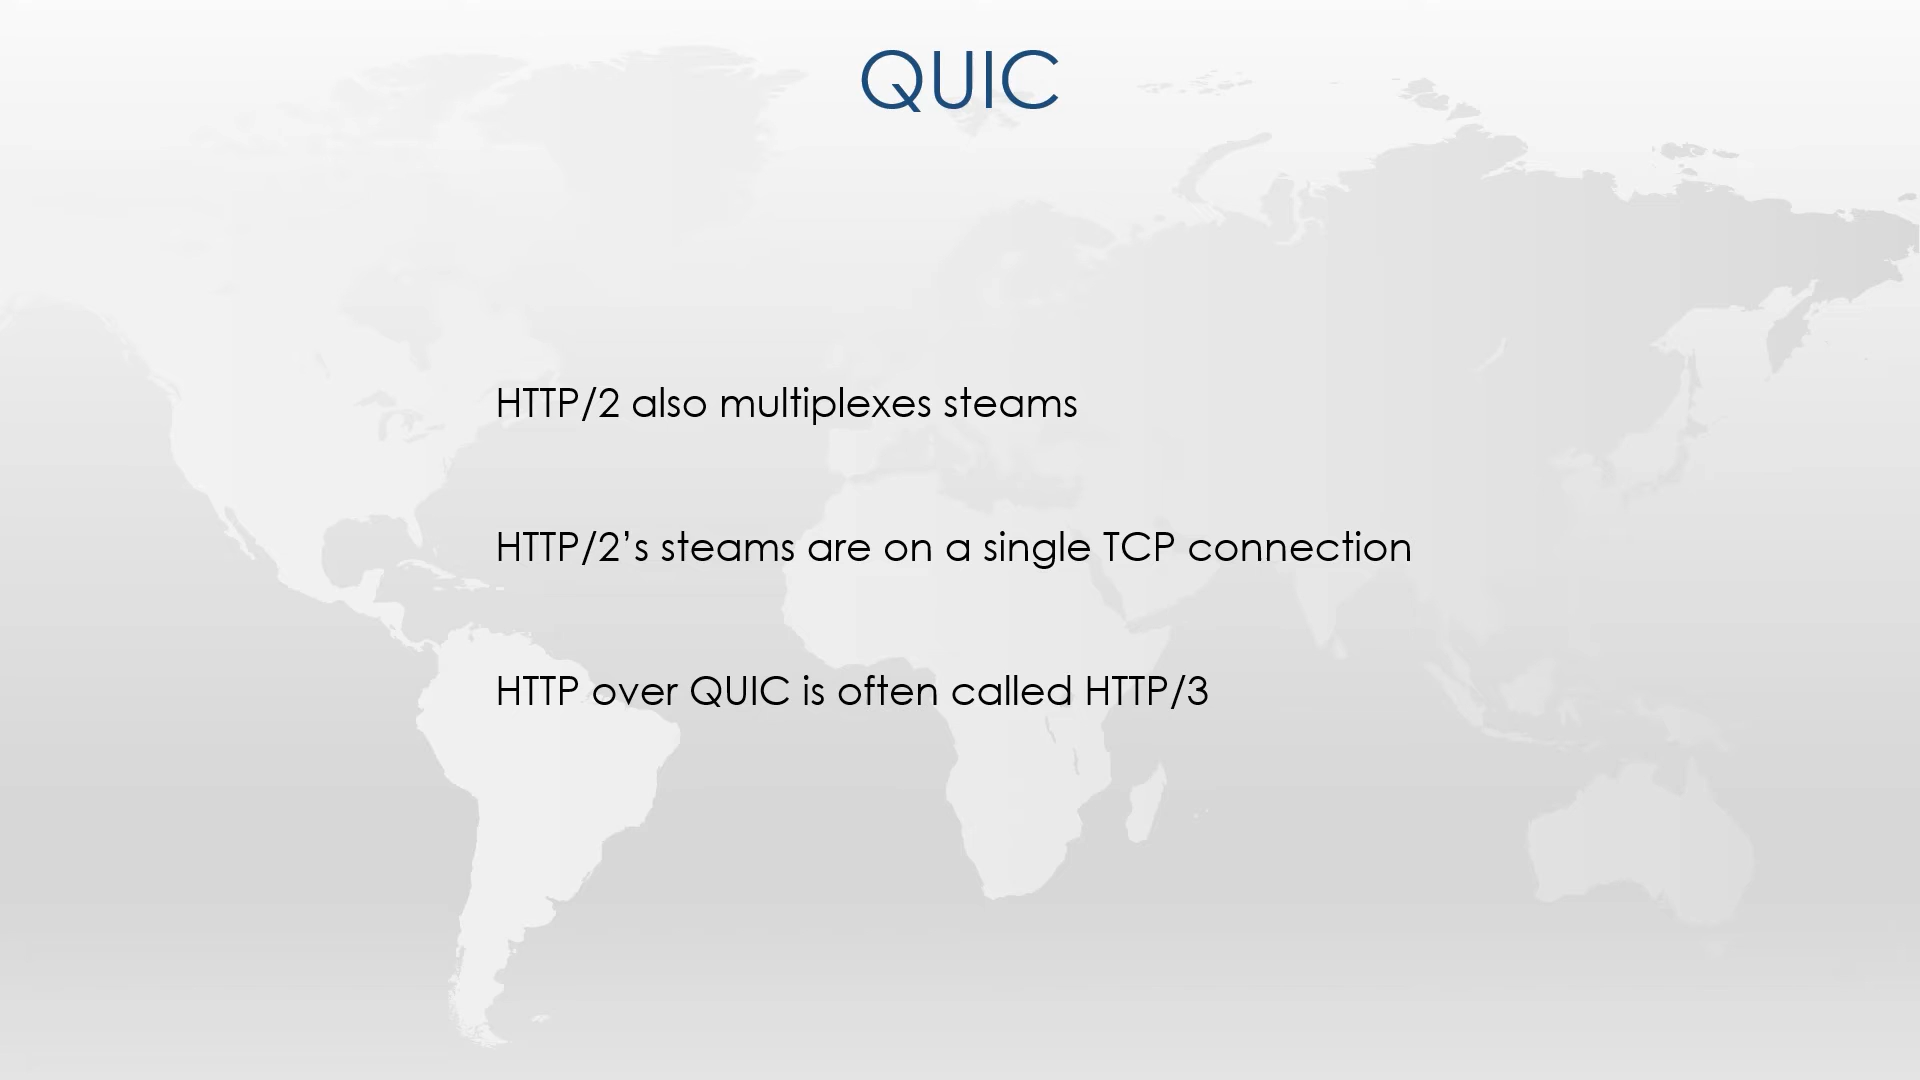 QUIC
HTTP/2 also multiplexes steams
HTTP/2’s steams are on a single TCP connection
HTTP over QUIC is often called HTTP/3